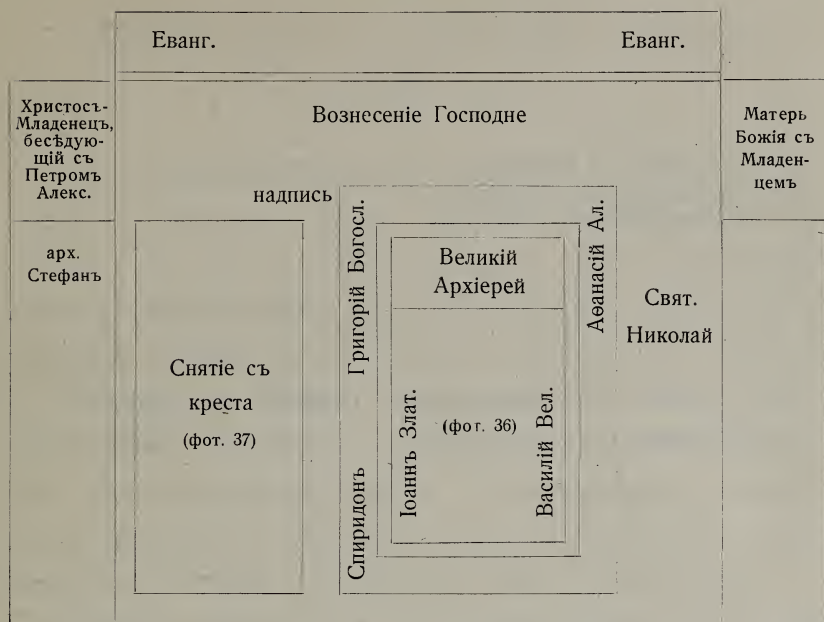 Еванг.
Еванг.
Христосъ-
Младенецъ,
бесѣдую-
щій съ
Петромъ
Алекс.
Вознесеніе Господне
Матерь
Божія съ
Младен-
цемъ
надпись
арх.
Стефанъ
Григорій Богосл.
Спиридонъ
Великій
Архіерей
Іоаннъ Злат.
(фот. 36)
Василій Вел.
Аѳанасій Ал.
Свят.
Николай
Снятіе съ
креста
(фот. 37)